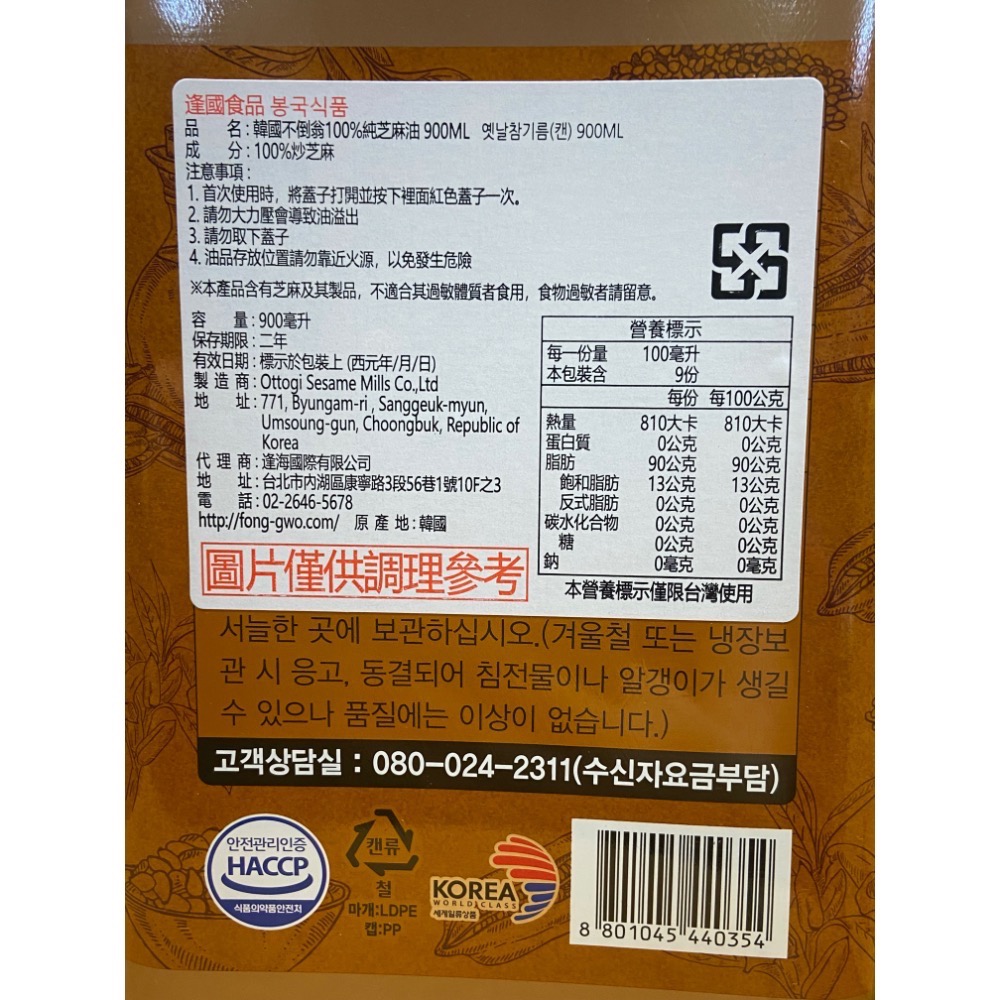 逢國食品 봉국식품
品 名:韓國不倒翁100%純芝麻油 900ML 옛날참기름(캔) 900ML
成 分:100%炒芝麻
注意事項:
1. 首次使用時，將蓋子打開並按下裡面紅色蓋子一次。
2. 請勿大力壓會導致油溢出
3. 請勿取下蓋子
4. 油品存放位置請勿靠近火源，以免發生危險
※本產品含有芝麻及其製品，不適合其過敏體質者食用，食物過敏者請留意。
容 量:900毫升
保存期限:二年
有效日期:標示於包裝上 (西元年/月/日)
製 造 商:Ottogi Sesame Mills Co.,Ltd
地 址:771, Byungam-ri , Sanggeuk-myun,
Umsoung-gun, Choongbuk, Republic of
Korea
代 理 商:逢海國際有限公司
地 址:台北市內湖區康寧路3段56巷1號10F之3
電 話:02-2646-5678
http://fong-gwo.com/ 原 產 地:韓國
圖片僅供調理參考
營養標示
每一份量 100毫升
本包裝含 9份
每份 每100公克
熱量 810大卡 810大卡
蛋白質 0公克 0公克
脂肪 90公克 90公克
飽和脂肪 13公克 13公克
反式脂肪 0公克 0公克
碳水化合物 0公克 0公克
糖 0公克 0公克
鈉 0毫克 0毫克
本營養標示僅限台灣使用
서늘한 곳에 보관하십시오.(겨울철 또는 냉장보
관 시 응고, 동결되어 침전물이나 알갱이가 생길
수 있으나 품질에는 이상이 없습니다.)
고객상담실 : 080-024-2311(수신자요금부담)
안전관리인증
HACCP
식품의약품안전처
캔류
철
마개:LDPE
캡:PP
KOREA
WORLD CLASS
세계일류상품
8 801045 440354